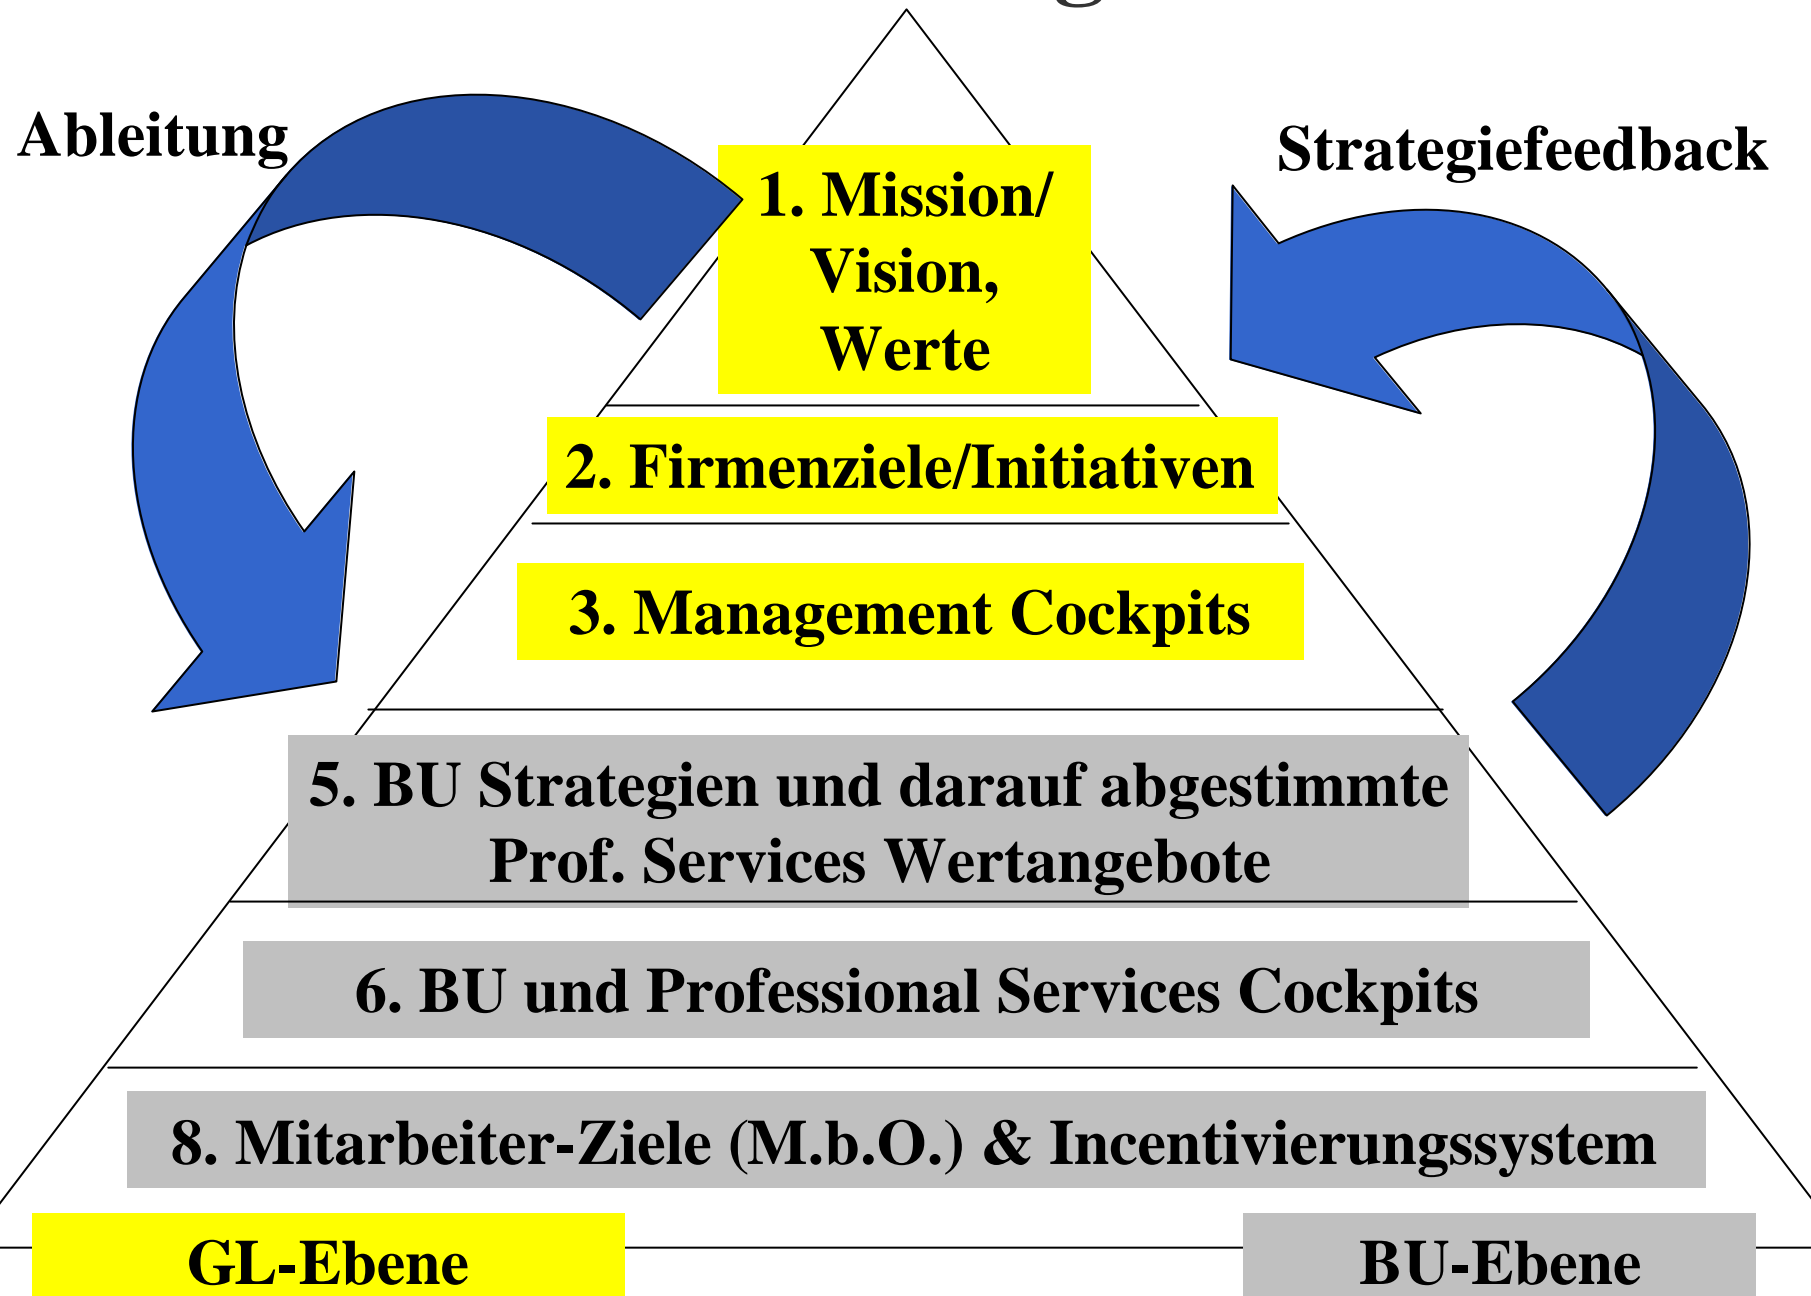 Ableitung
Strategiefeedback
1. Mission/
Vision,
Werte
2. Firmenziele/Initiativen
3. Management Cockpits
5. BU Strategien und darauf abgestimmte
Prof. Services Wertangebote
6. BU und Professional Services Cockpits
8. Mitarbeiter-Ziele (M.b.O.) & Incentivierungssystem
GL-Ebene
BU-Ebene